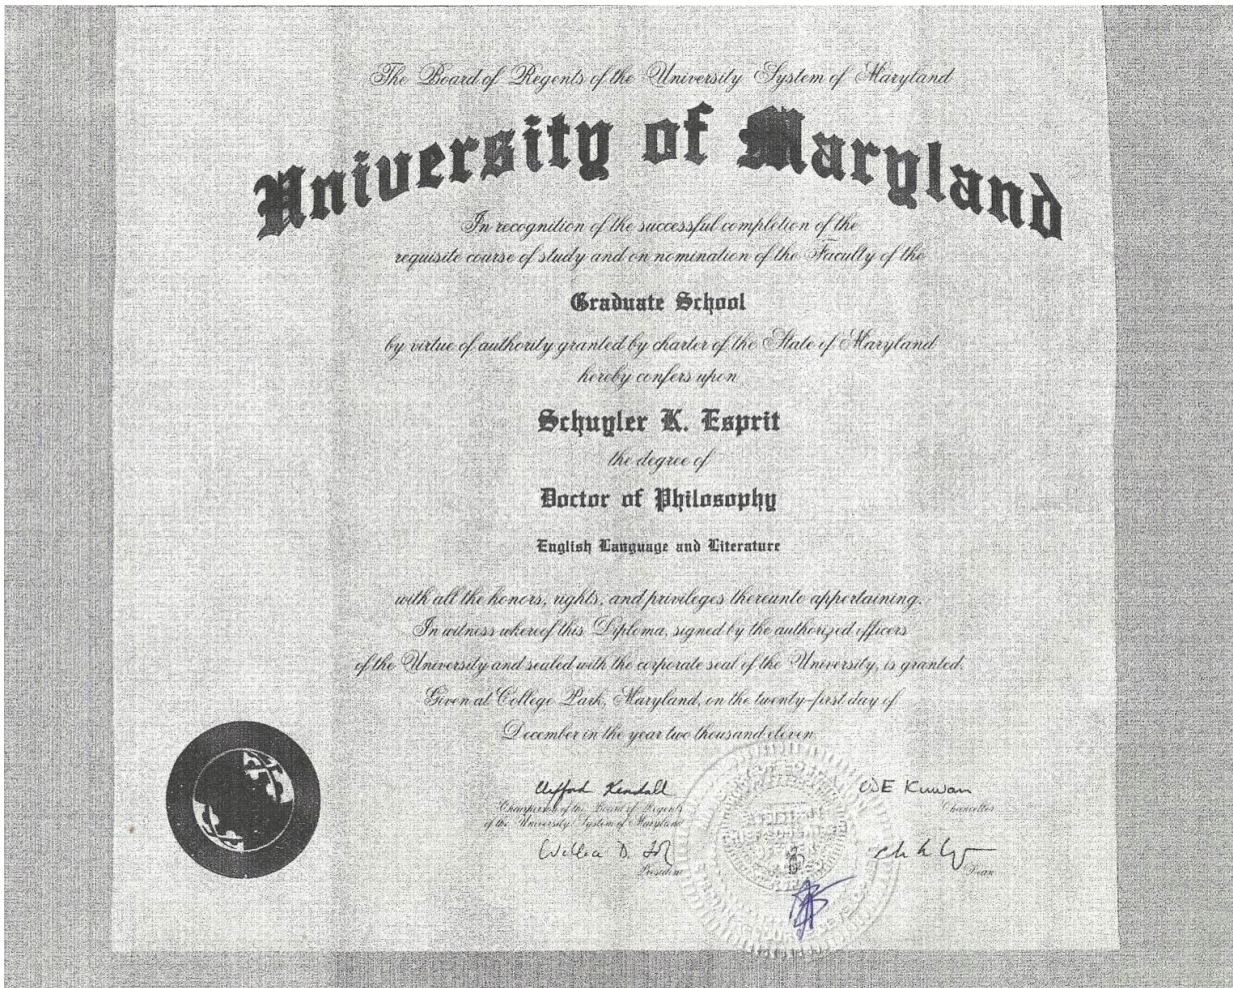 The Board of Regents of the University System of Maryland
University of Maryland
In recognition of the successful completion of the
requisite course of study and on nomination of the Faculty of the
Graduate School
by virtue of authority granted by charter of the State of Maryland
hereby confers upon
Schuyler K. Esprit
the degree of
Doctor of Philosophy
English Language and Literature
with all the honors, rights, and privileges thereunto appertaining.
In witness whereof this Diploma, signed by the authorized officers
of the University and sealed with the corporate seal of the University, is granted.
Given at College Park, Maryland, on the twenty-first day of
December in the year two thousand eleven
Clifford Kendall
Chairperson of the Board of Regents
of the University System of Maryland
Chancellor
President
Dean